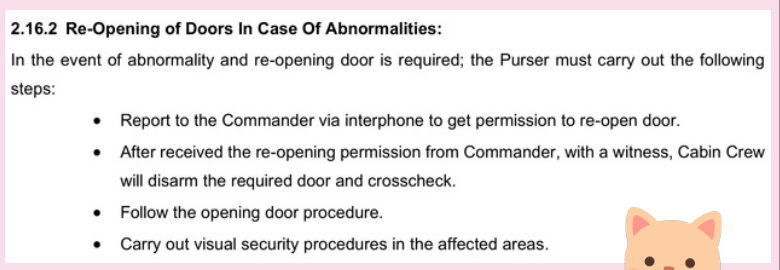 2.16.2 Re-Opening of Doors In Case Of Abnormalities:
In the event of abnormality and re-opening door is required; the Purser must carry out the following
steps:
• Report to the Commander via interphone to get permission to re-open door.
• After received the re-opening permission from Commander, with a witness, Cabin Crew
will disarm the required door and crosscheck.
• Follow the opening door procedure.
• Carry out visual security procedures in the affected areas.